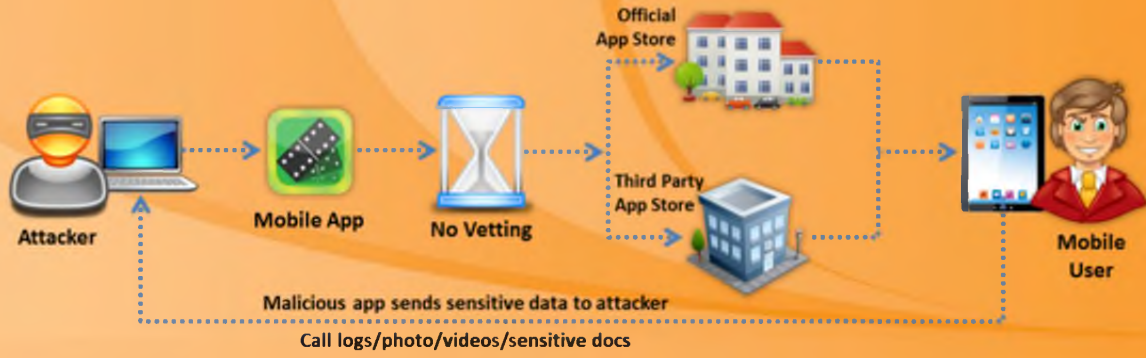 Official
App Store
Attacker
Mobile App
No Vetting
Third Party
App Store
Mobile
User
Malicious app sends sensitive data to attacker
Call logs/photo/videos/sensitive docs